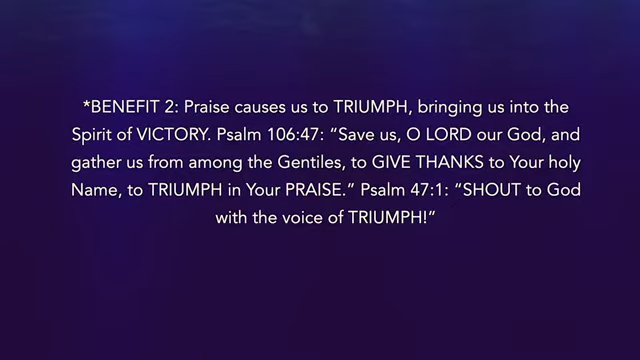 *BENEFIT 2: Praise causes us to TRIUMPH, bringing us into the
Spirit of VICTORY. Psalm 106:47: “Save us, O LORD our God, and
gather us from among the Gentiles, to GIVE THANKS to Your holy
Name, to TRIUMPH in Your PRAISE.” Psalm 47:1: “SHOUT to God
with the voice of TRIUMPH!”